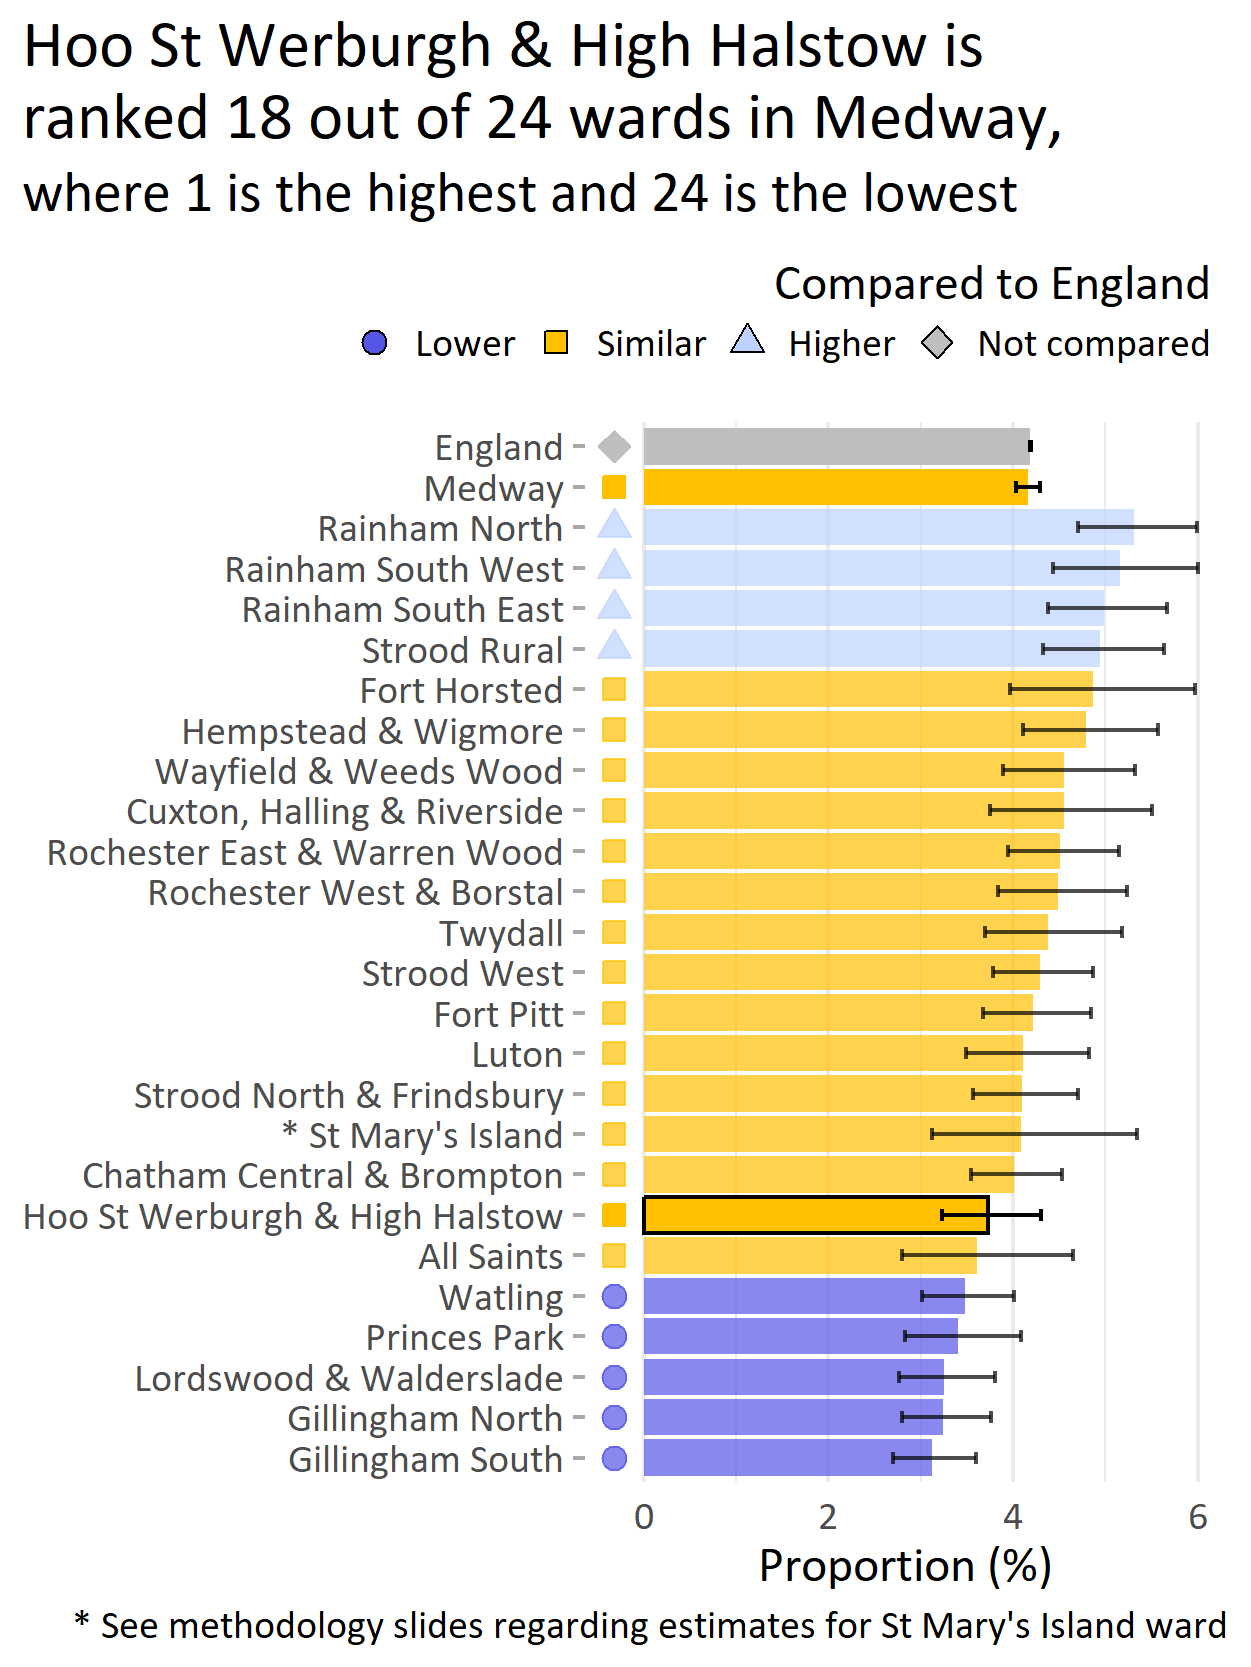 Hoo St Werburgh & High Halstow is
ranked 18 out of 24 wards in Medway,
where 1 is the highest and 24 is the lowest
Compared to England
Lower Similar Higher Not compared
England
Medway
Rainham North
Rainham South West
Rainham South East
Strood Rural
Fort Horsted
Hempstead & Wigmore
Wayfield & Weeds Wood
Cuxton, Halling & Riverside
Rochester East & Warren Wood
Rochester West & Borstal
Twydall
Strood West
Fort Pitt
Luton
Strood North & Frindsbury
* St Mary's Island
Chatham Central & Brompton
Hoo St Werburgh & High Halstow
All Saints
Watling
Princes Park
Lordswood & Walderslade
Gillingham North
Gillingham South
0 2 4 6
Proportion (%)
* See methodology slides regarding estimates for St Mary's Island ward